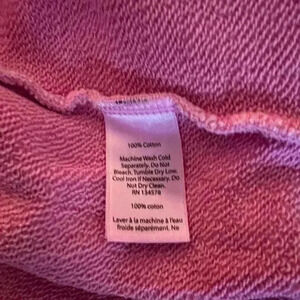 100% Cotton
Machine Wash Cold
Separately, Do Not
Bleach, Tumble Dry Low.
Cool Iron If Necessary. Do
Not Dry Clean.
RN 134578
100% coton
Laver à la machine à l'eau
froide séparément, Ne